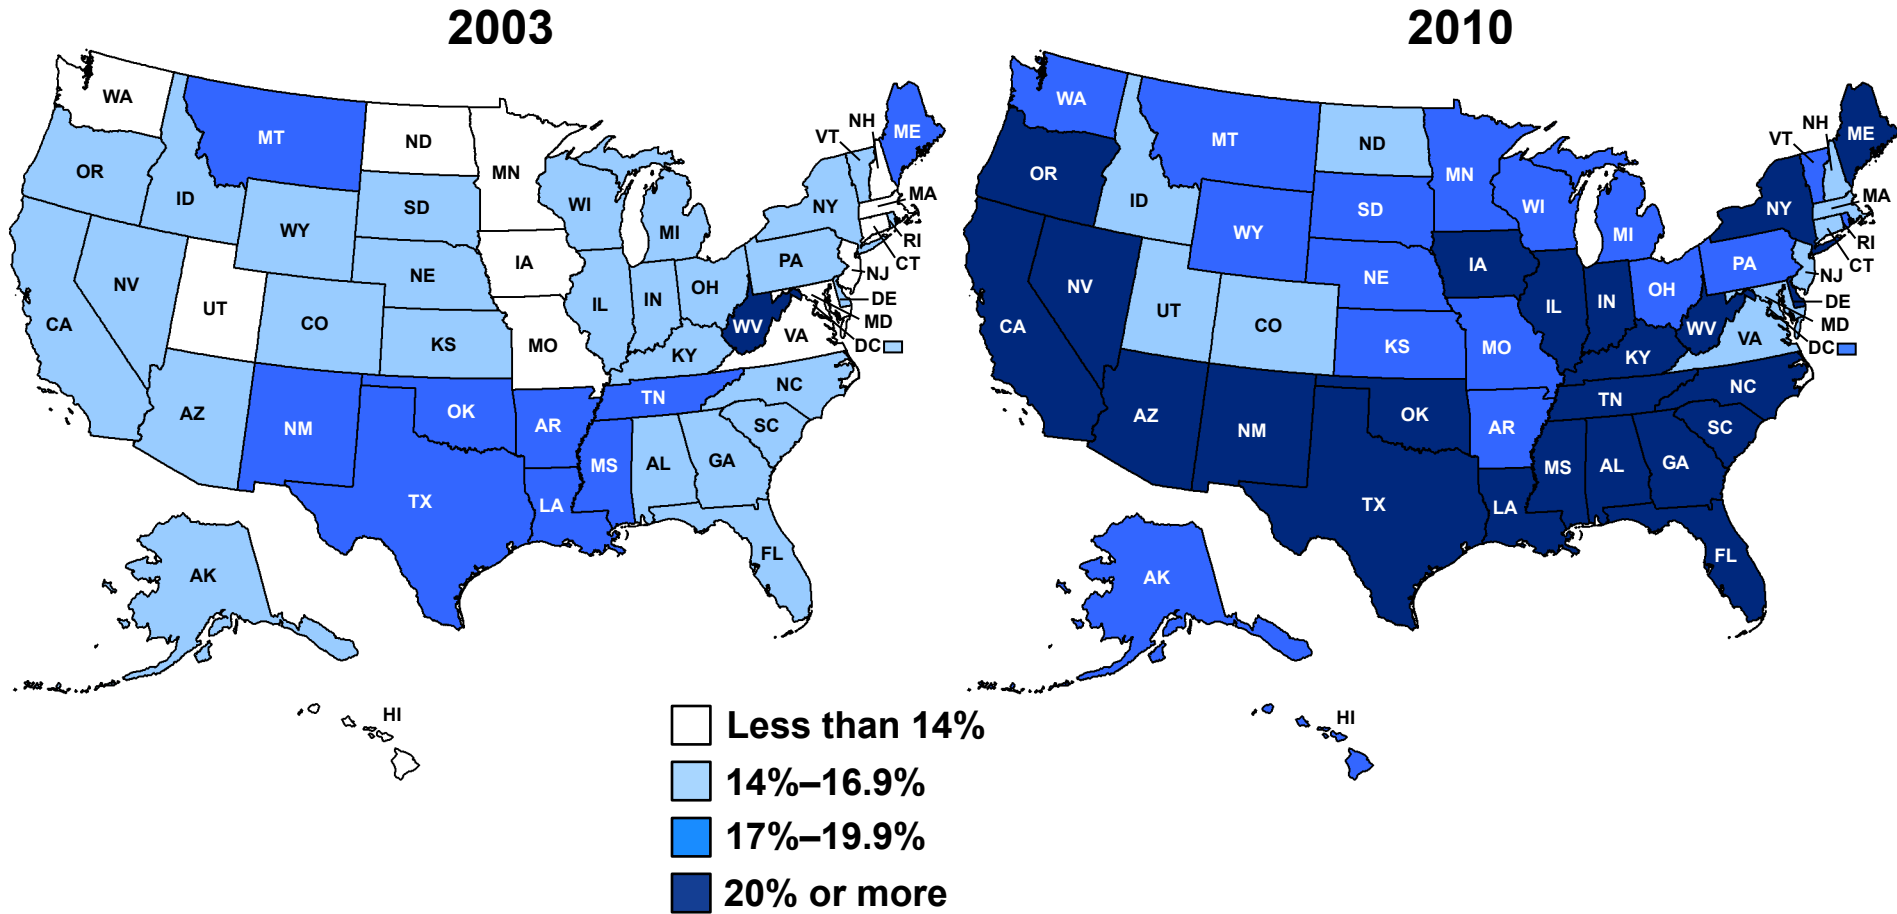 2003
2010
WA
MT
ND
MN
OR
ID
WY
SD
WI
MI
NY
VT
NH
ME
MA
RI
CT
NJ
DE
MD
DC
NV
UT
CO
NE
IA
IL
IN
OH
PA
WV
VA
CA
KS
MO
KY
AZ
NM
OK
AR
TN
NC
SC
TX
LA
MS
AL
GA
FL
AK
HI
WA
MT
ND
MN
OR
ID
WY
SD
WI
MI
NY
VT
NH
ME
MA
RI
CT
NJ
DE
MD
DC
NV
UT
CO
NE
IA
IL
IN
OH
PA
WV
VA
CA
KS
MO
KY
AZ
NM
OK
AR
TN
NC
SC
TX
LA
MS
AL
GA
FL
AK
HI
Less than 14%
14%–16.9%
17%–19.9%
20% or more